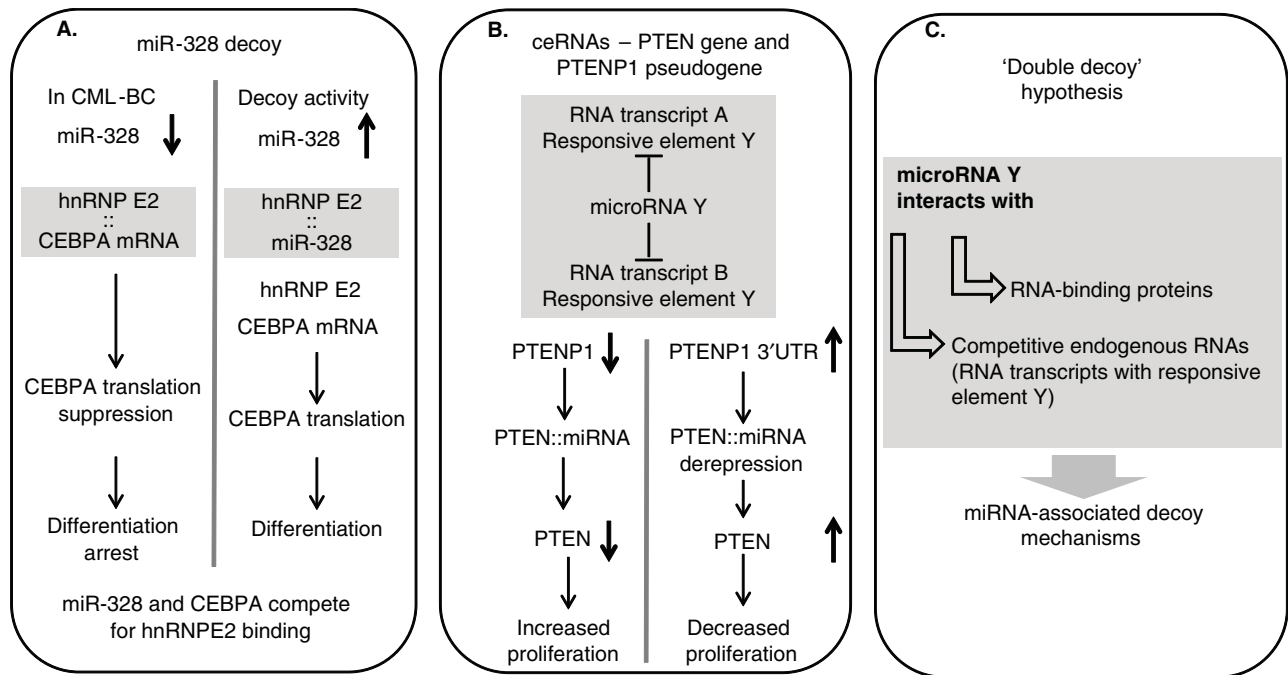 A.
miR-328 decoy
In CML-BC
miR-328
hnRNP E2
::
CEBPA mRNA
CEBPA translation
suppression
Differentiation
arrest
Decoy activity
miR-328
hnRNP E2
::
miR-328
hnRNP E2
CEBPA mRNA
CEBPA translation
Differentiation
miR-328 and CEBPA compete
for hnRNPE2 binding
B.
ceRNAs – PTEN gene and
PTENP1 pseudogene
RNA transcript A
Responsive element Y
microRNA Y
RNA transcript B
Responsive element Y
PTENP1
PTEN::miRNA
PTEN
Increased
proliferation
PTENP1 3′UTR
PTEN::miRNA
derepression
PTEN
Decreased
proliferation
C.
‘Double decoy’
hypothesis
microRNA Y
interacts with
RNA-binding proteins
Competitive endogenous RNAs
(RNA transcripts with responsive
element Y)
miRNA-associated decoy
mechanisms